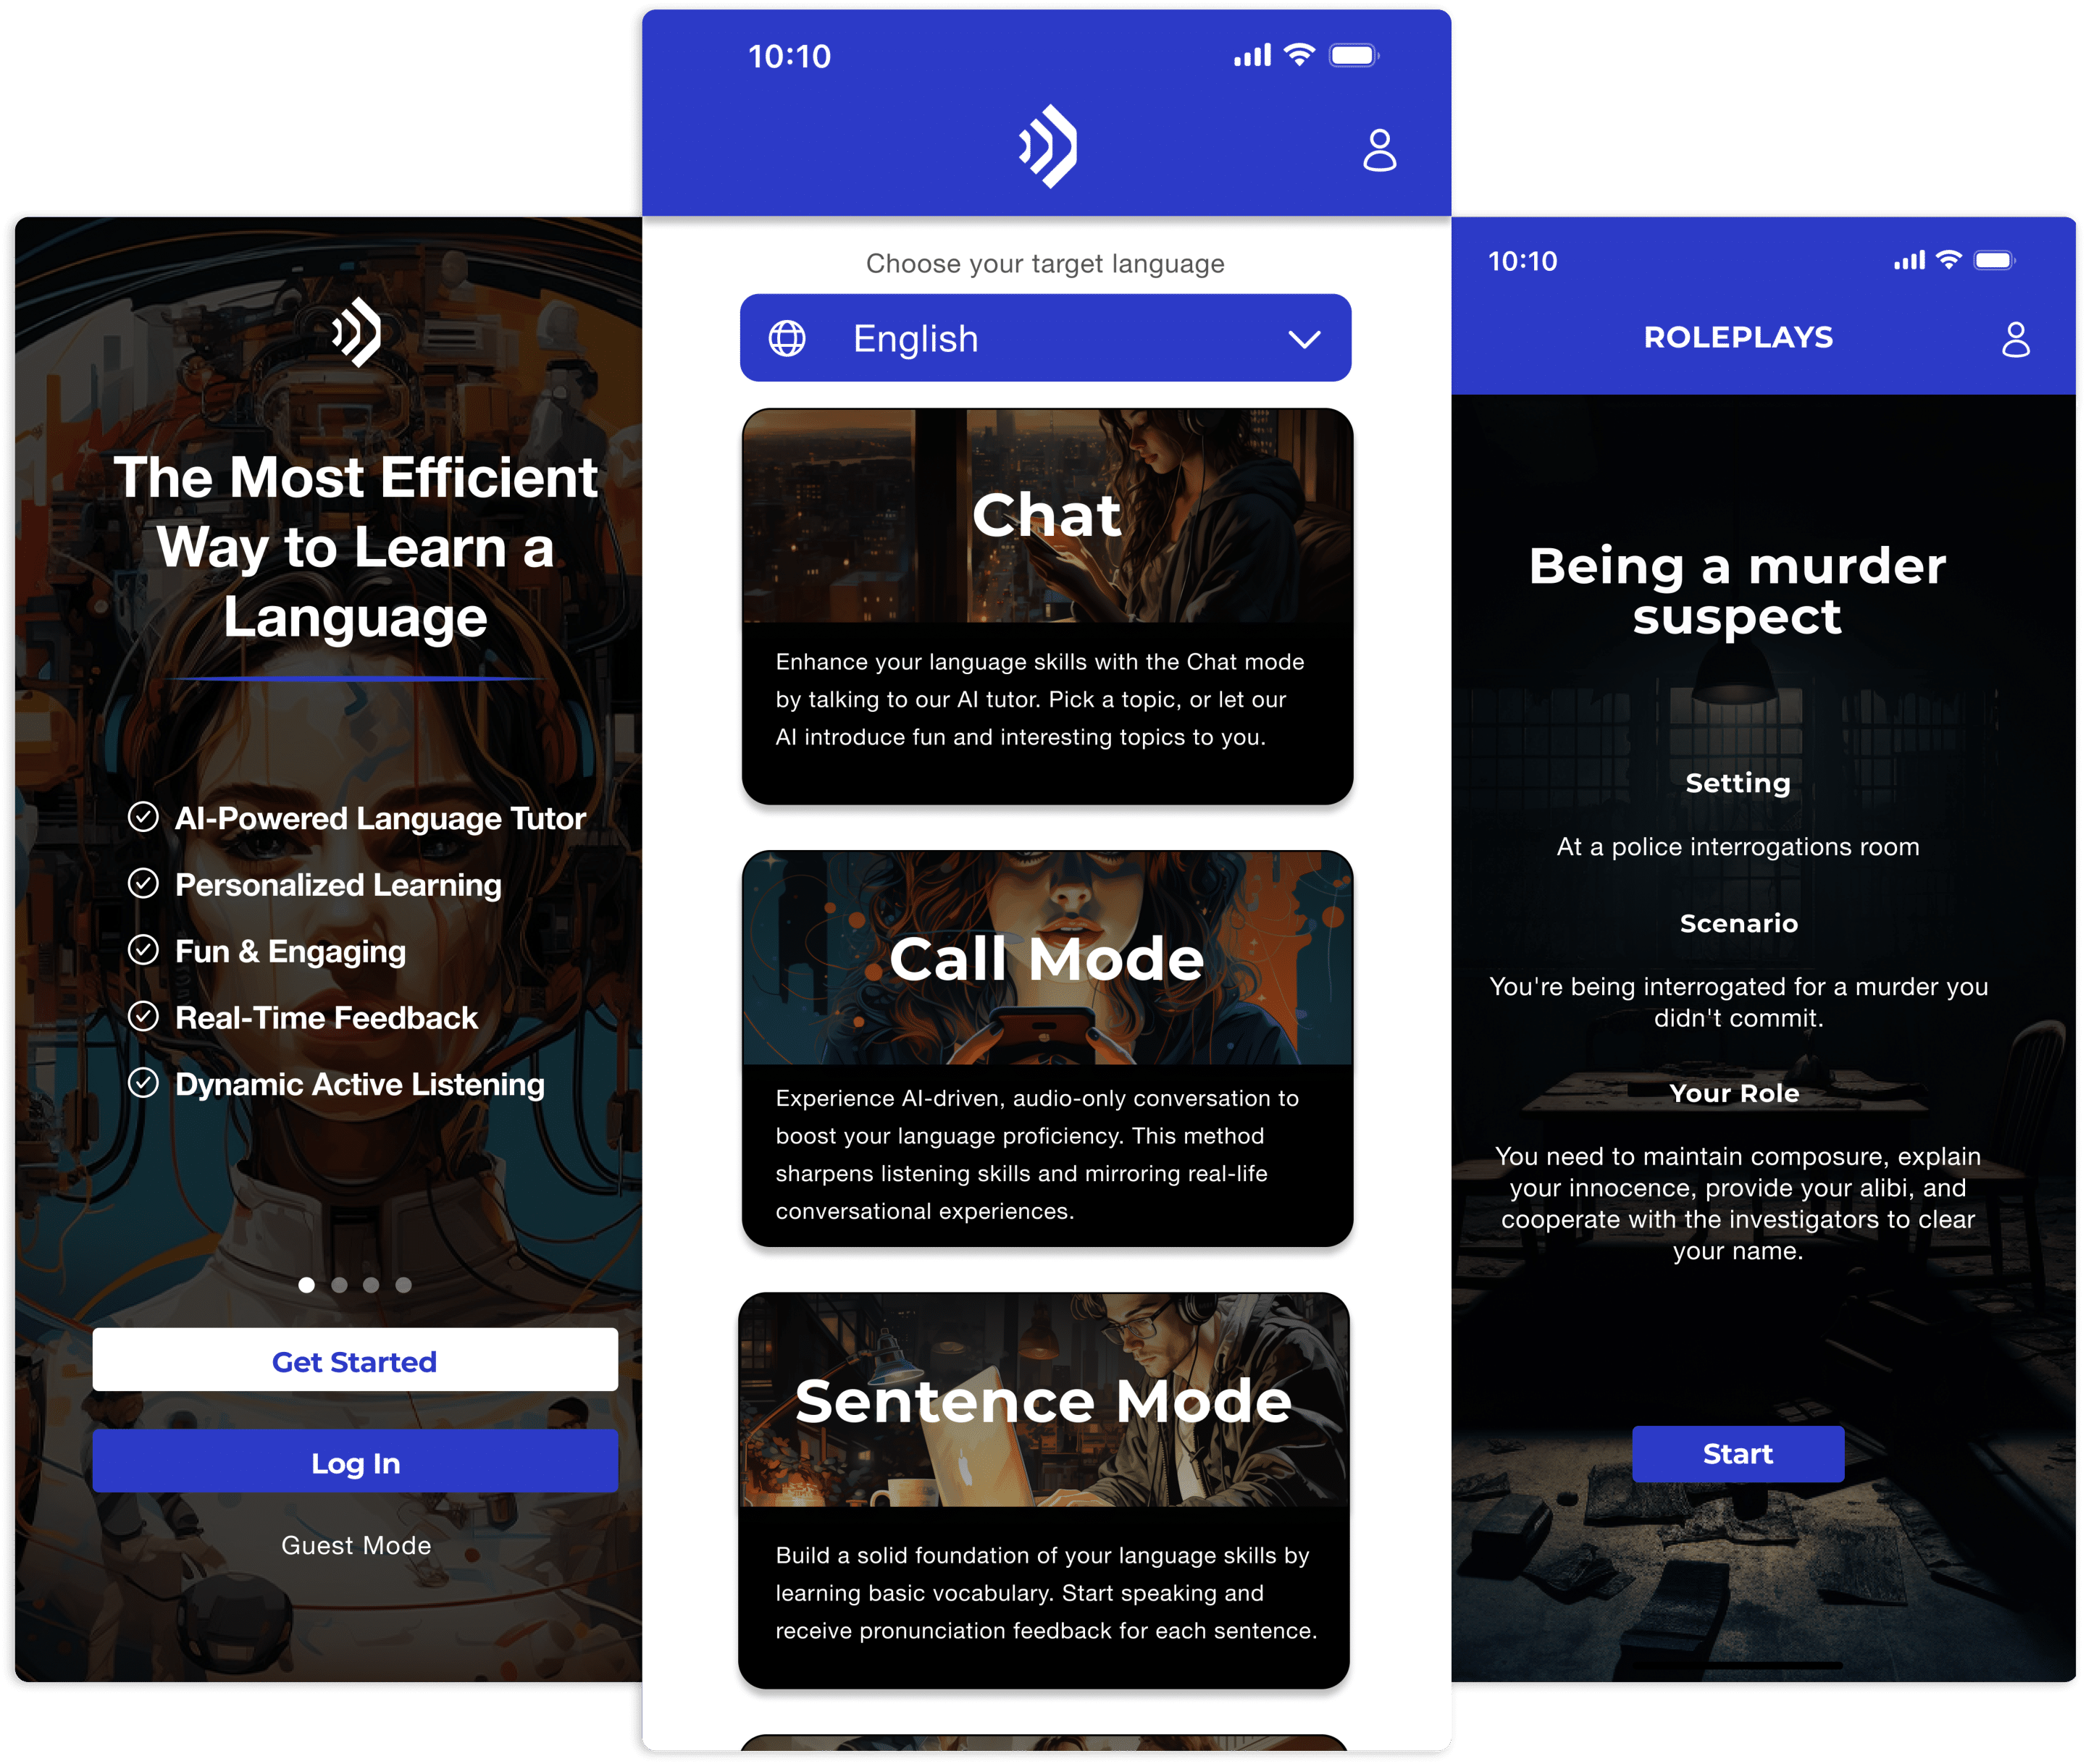 The Most Efficient
Way to Learn a
Language
AI-Powered Language Tutor
Personalized Learning
Fun & Engaging
Real-Time Feedback
Dynamic Active Listening
Get Started
Log In
Guest Mode
10:10
Choose your target language
English
Chat
Enhance your language skills with the Chat mode
by talking to our AI tutor. Pick a topic, or let our
AI introduce fun and interesting topics to you.
Call Mode
Experience AI-driven, audio-only conversation to
boost your language proficiency. This method
sharpens listening skills and mirroring real-life
conversational experiences.
Sentence Mode
Build a solid foundation of your language skills by
learning basic vocabulary. Start speaking and
receive pronunciation feedback for each sentence.
10:10
ROLEPLAYS
Being a murder
suspect
Setting
At a police interrogations room
Scenario
You're being interrogated for a murder you
didn't commit.
Your Role
You need to maintain composure, explain
your innocence, provide your alibi, and
cooperate with the investigators to clear
your name.
Start